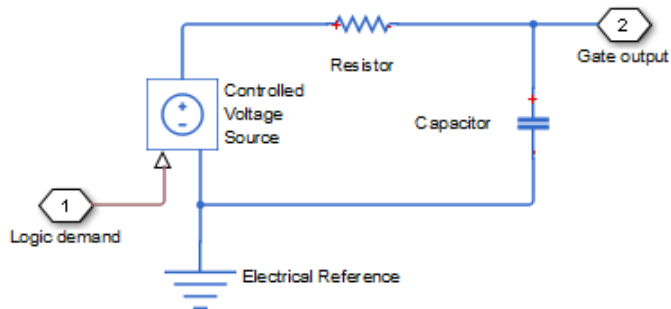 2
Gate output
Resistor
Controlled
Voltage
Source
Capacitor
1
Logic demand
Electrical Reference